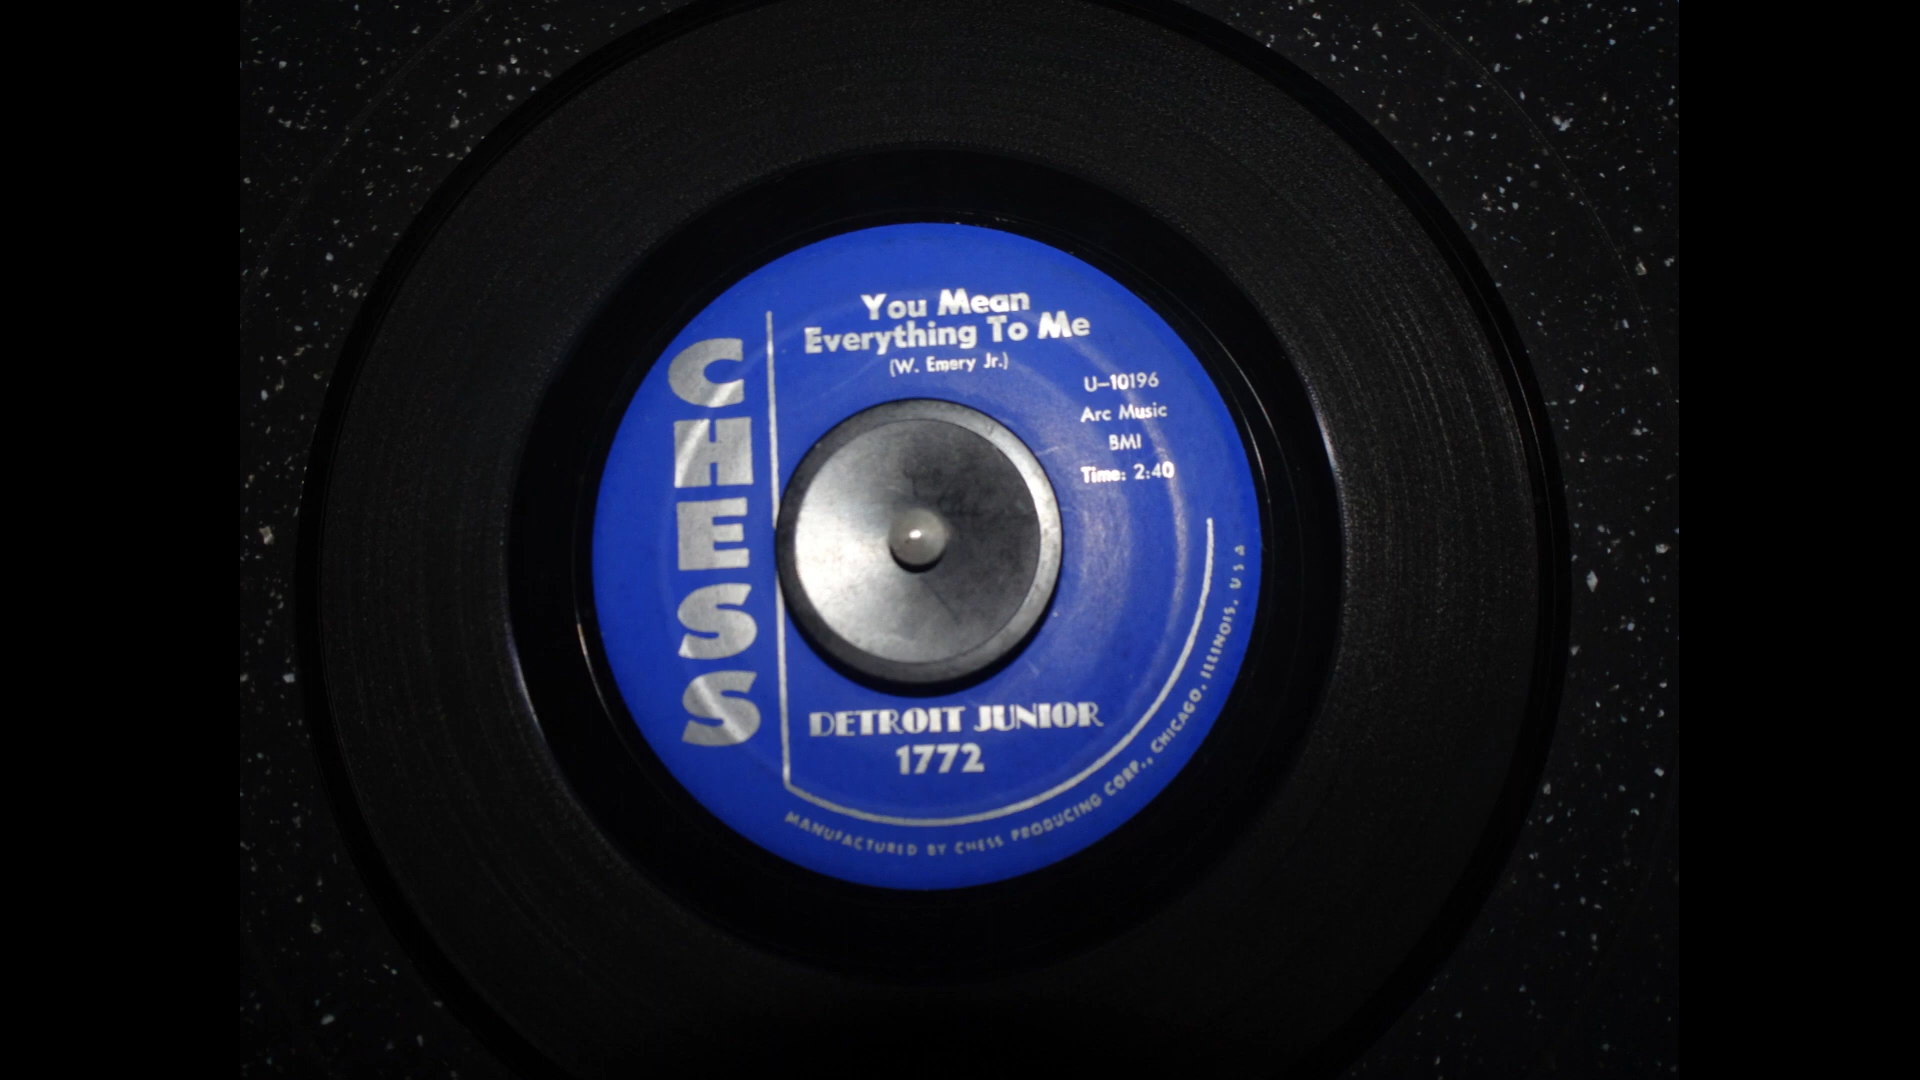 CHESS
You Mean
Everything To Me
(W. Emery Jr.)
U-10196
Arc Music
BMI
Time: 2:40
DETROIT JUNIOR
1772
MANUFACTURED BY CHESS PRODUCING CORP., CHICAGO, ILLINOIS, U S A